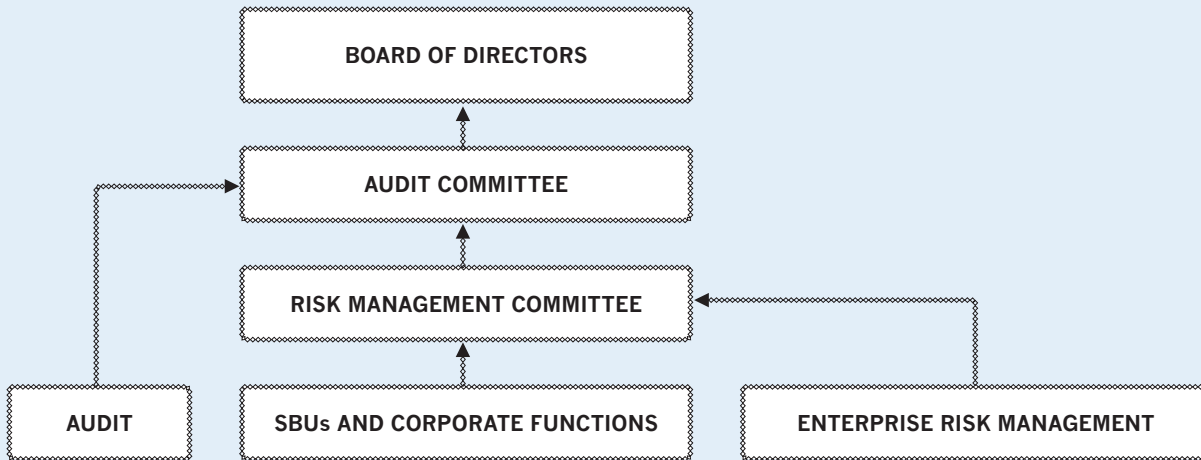 BOARD OF DIRECTORS
AUDIT COMMITTEE
RISK MANAGEMENT COMMITTEE
AUDIT
SBUs AND CORPORATE FUNCTIONS
ENTERPRISE RISK MANAGEMENT